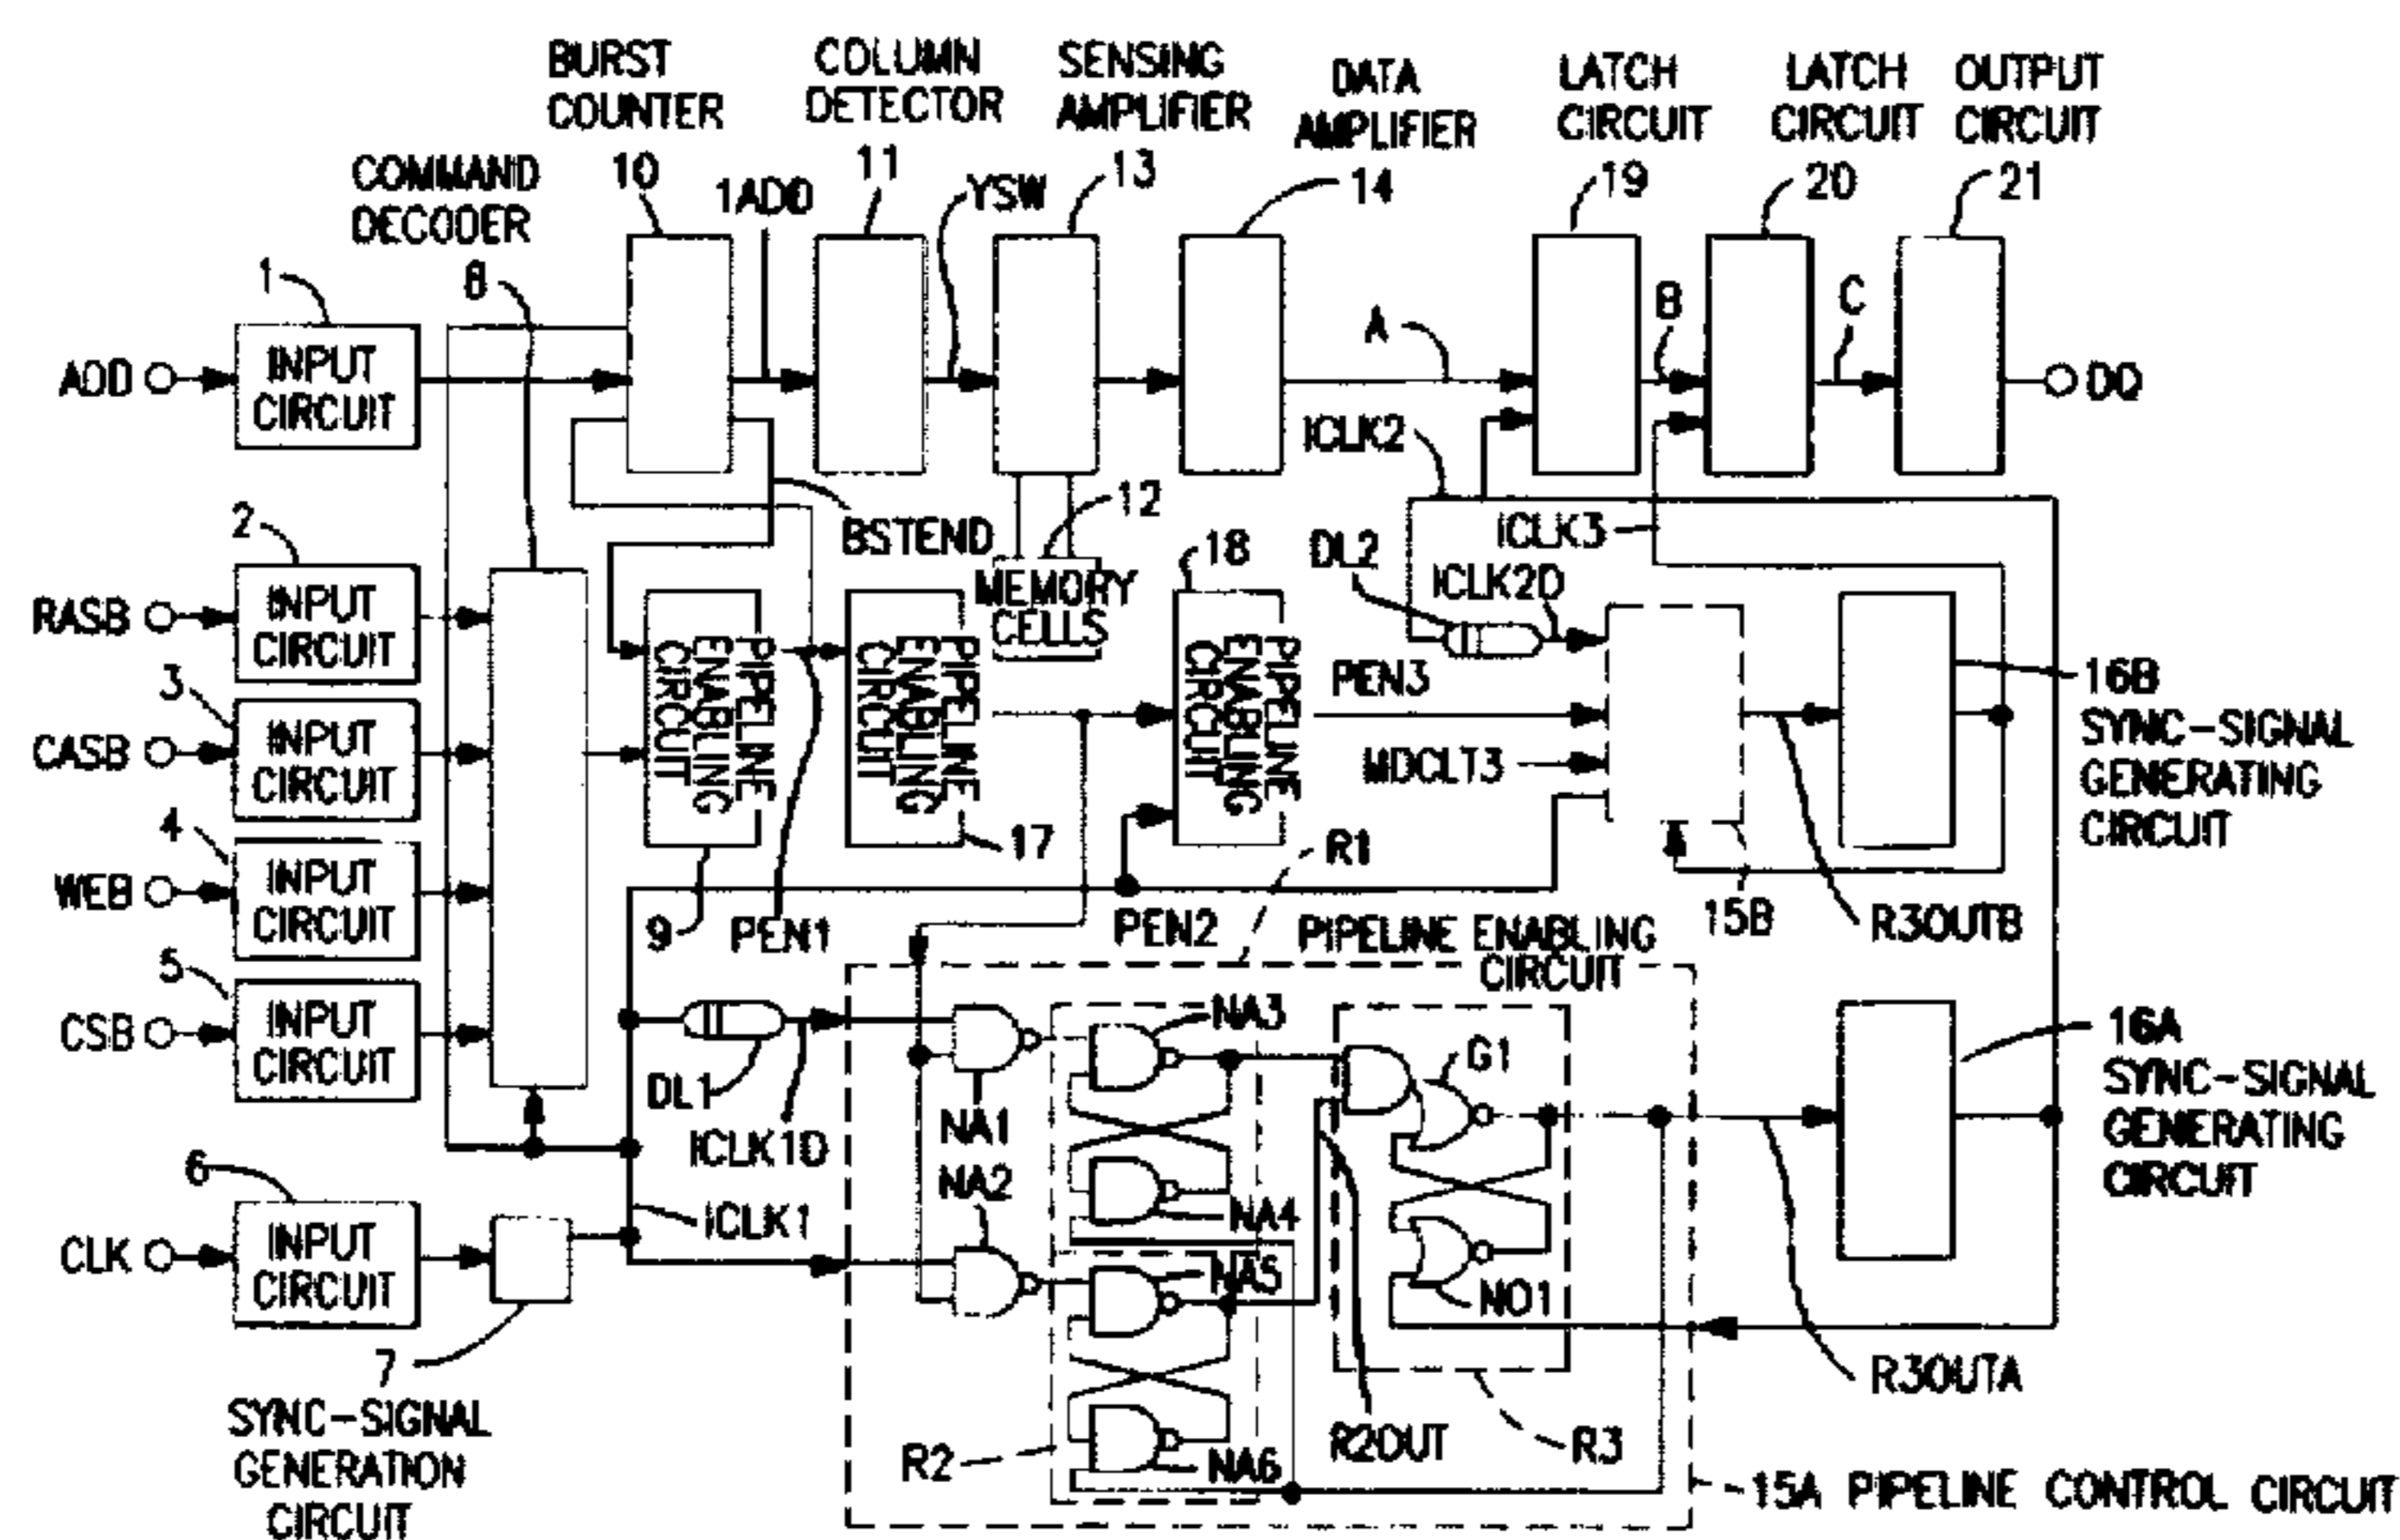 BURST
COUNTER
10
COLUMN
DETECTOR
11
SENSING
AMPLIFIER
13
DATA
AMPLIFIER
14
LATCH
CIRCUIT
19
LATCH
CIRCUIT
20
OUTPUT
CIRCUIT
21
COMMAND
DECODER
8
1ADD
YSW
1
ADD
INPUT
CIRCUIT
A
B
C
DQ
ICLK2
BSTEND
12
MEMORY
CELLS
18
DL2
ICLK3
ICLK2D
2
RASB
INPUT
CIRCUIT
3
CASB
INPUT
CIRCUIT
4
WEB
INPUT
CIRCUIT
5
CSB
INPUT
CIRCUIT
6
CLK
INPUT
CIRCUIT
7
SYNC-SIGNAL
GENERATION
CIRCUIT
PIPELINE
ENABLING
CIRCUIT
9
PEN1
PIPELINE
ENABLING
CIRCUIT
17
PIPELINE
ENABLING
CIRCUIT
PEN3
MDCLT3
PEN2
R1
15B
R3OUTB
16B
SYNC-SIGNAL
GENERATING
CIRCUIT
PIPELINE ENABLING
CIRCUIT
DL1
ICLK1D
ICLK1
NA1
NA2
NA3
NA4
NA5
NA6
G1
NO1
R2
R2OUT
R3
R3OUTA
16A
SYNC-SIGNAL
GENERATING
CIRCUIT
15A PIPELINE CONTROL CIRCUIT